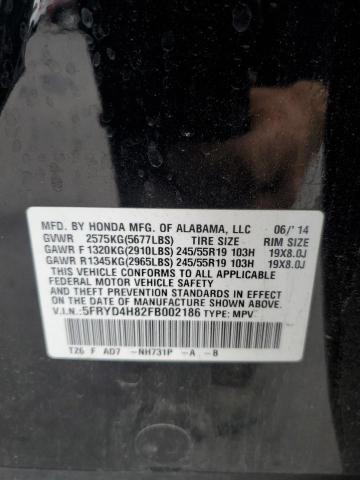 MFD. BY HONDA MFG. OF ALABAMA, LLC 06/'14
GVWR 2575KG(5677LBS) TIRE SIZE RIM SIZE
GAWR F 1320KG(2910LBS) 245/55R19 103H 19X8.0J
GAWR R1345KG(2965LBS) 245/55R19 103H 19X8.0J
THIS VEHICLE CONFORMS TO ALL APPLICABLE
FEDERAL MOTOR VEHICLE SAFETY
AND THEFT PREVENTION STANDARDS IN EFFECT
ON THE DATE OF MANUFACTURE SHOWN ABOVE.
V.I.N.: 5FRYD4H82FB002186 TYPE: MPV
T26 F AD7 -NH731P -A -B